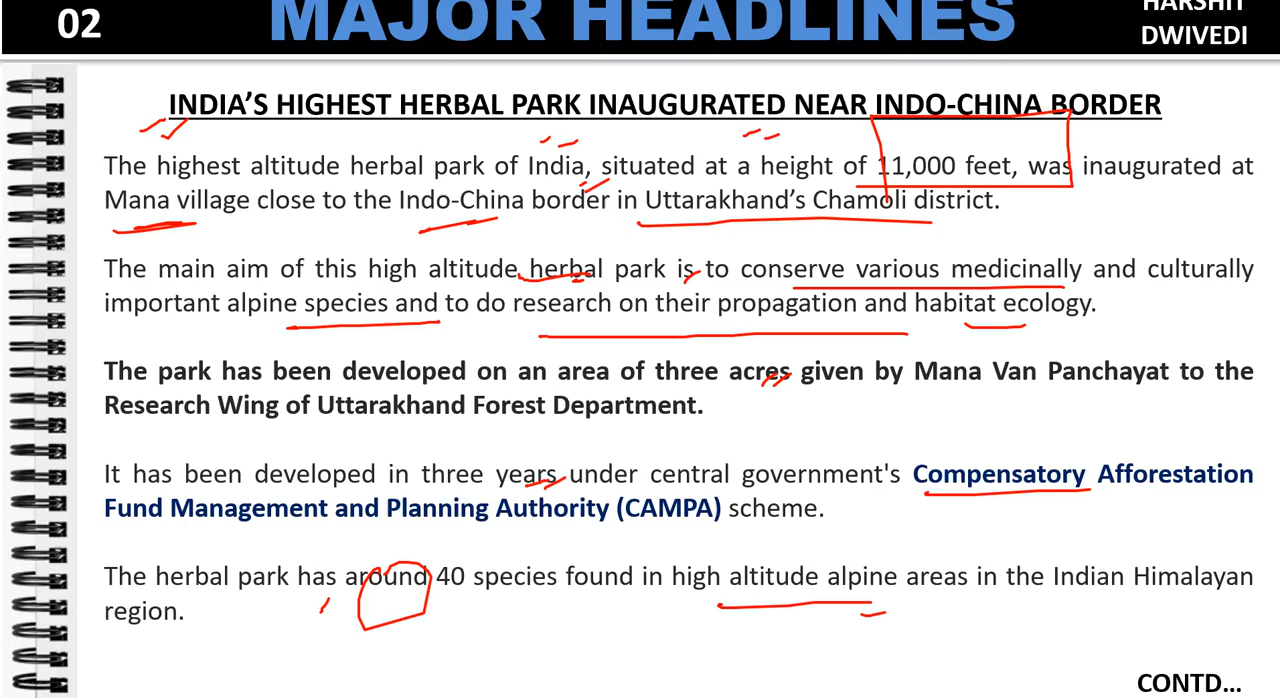 02
MAJOR HEADLINES
HARSHIT
DWIVEDI
INDIA'S HIGHEST HERBAL PARK INAUGURATED NEAR INDO-CHINA BORDER
The highest altitude herbal park of India, situated at a height of 11,000 feet, was inaugurated at
Mana village close to the Indo-China border in Uttarakhand's Chamoli district.
The main aim of this high altitude herbal park is to conserve various medicinally and culturally
important alpine species and to do research on their propagation and habitat ecology.
The park has been developed on an area of three acres given by Mana Van Panchayat to the
Research Wing of Uttarakhand Forest Department.
It has been developed in three years under central government's Compensatory Afforestation
Fund Management and Planning Authority (CAMPA) scheme.
The herbal park has around 40 species found in high altitude alpine areas in the Indian Himalayan
region.
CONTD...